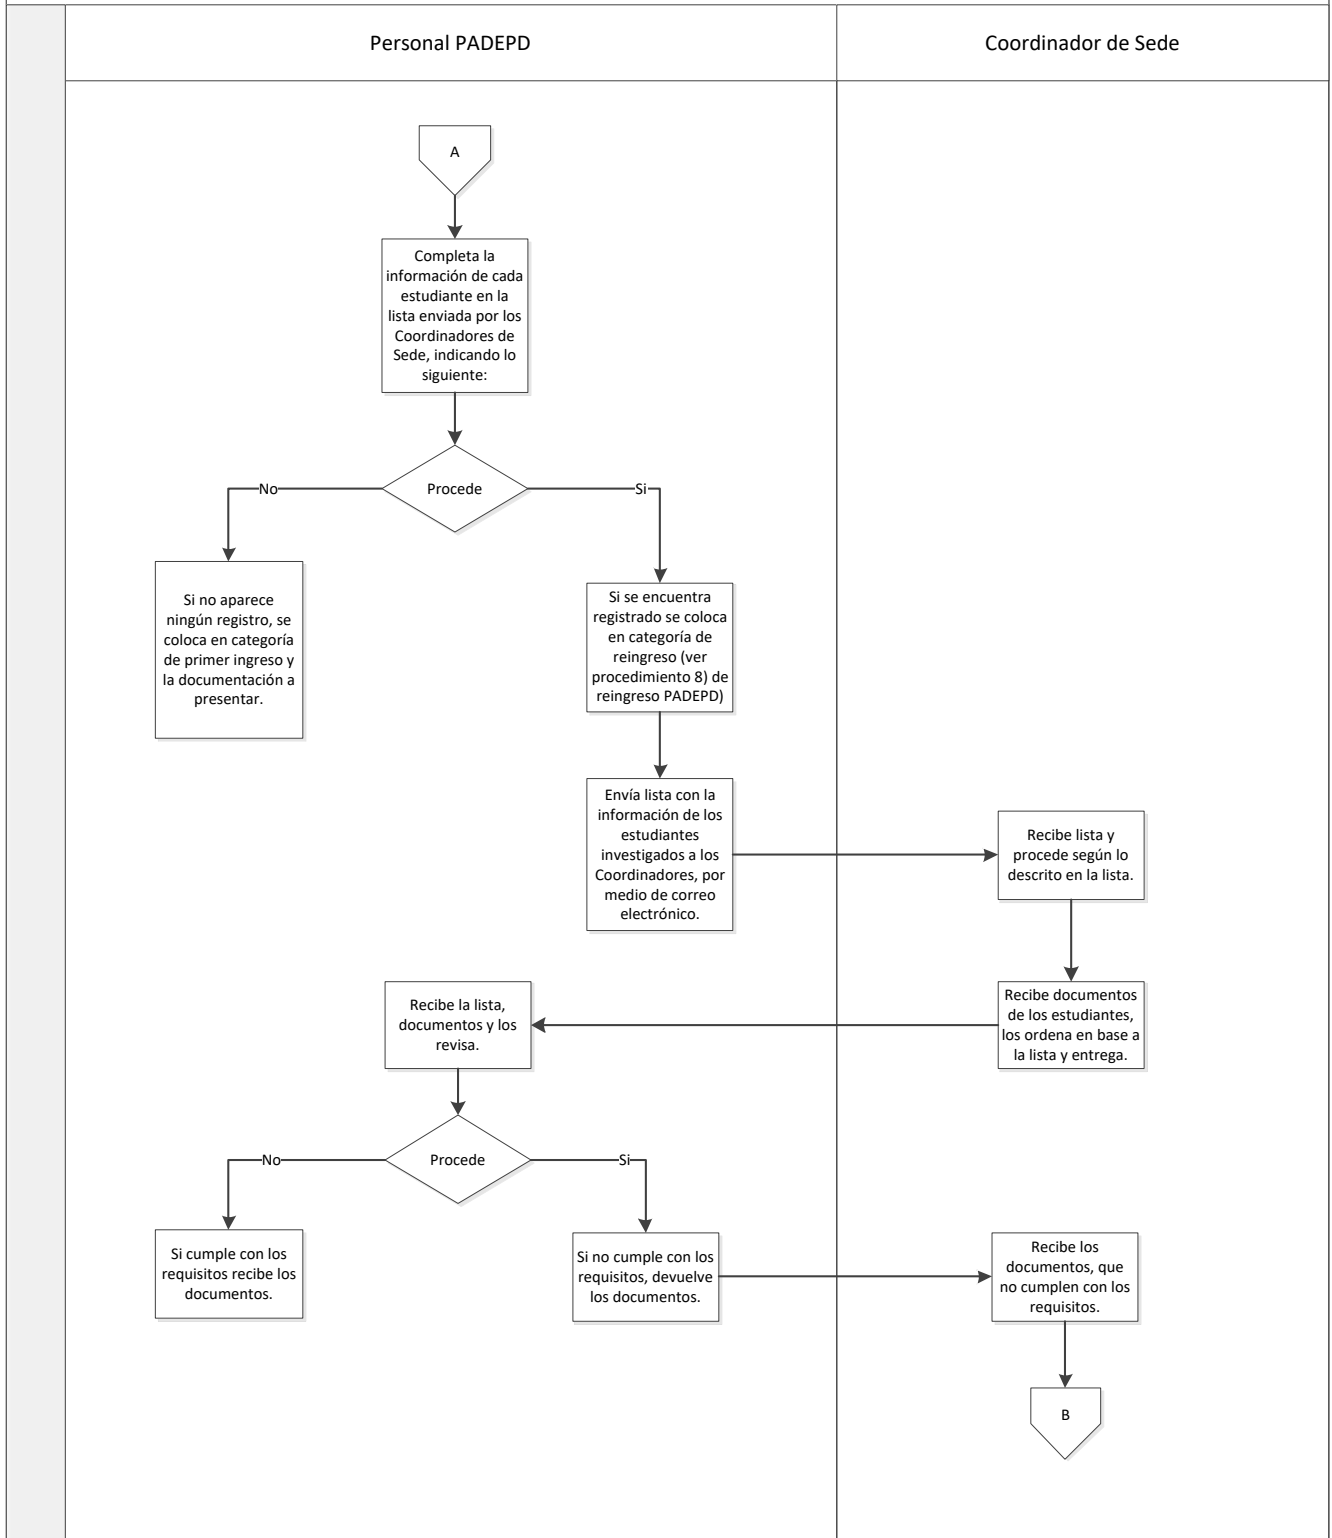 Personal PADEPD
Coordinador de Sede
A
Completa la
información de cada
estudiante en la
lista enviada por los
Coordinadores de
Sede, indicando lo
siguiente:
No
Procede
Si
Si no aparece
ningún registro, se
coloca en categoría
de primer ingreso y
la documentación a
presentar.
Si se encuentra
registrado se coloca
en categoría de
reingreso (ver
procedimiento 8) de
reingreso PADEPD)
Envía lista con la
información de los
estudiantes
investigados a los
Coordinadores, por
medio de correo
electrónico.
Recibe lista y
procede según lo
descrito en la lista.
Recibe documentos
de los estudiantes,
los ordena en base a
la lista y entrega.
Recibe la lista,
documentos y los
revisa.
No
Procede
Si
Si cumple con los
requisitos recibe los
documentos.
Si no cumple con los
requisitos, devuelve
los documentos.
Recibe los
documentos, que
no cumplen con los
requisitos.
B